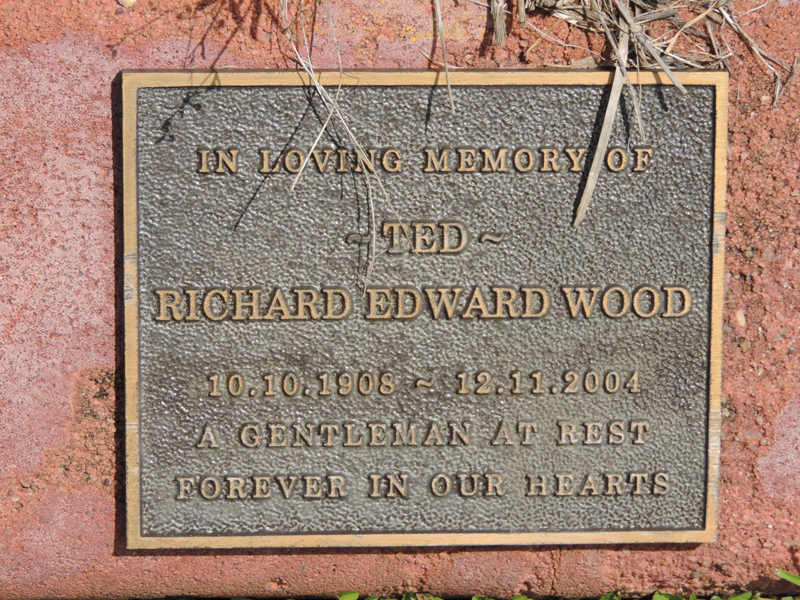 IN LOVING MEMORY OF
~ TED ~
RICHARD EDWARD WOOD
10.10.1908 ~ 12.11.2004
A GENTLEMAN AT REST
FOREVER IN OUR HEARTS